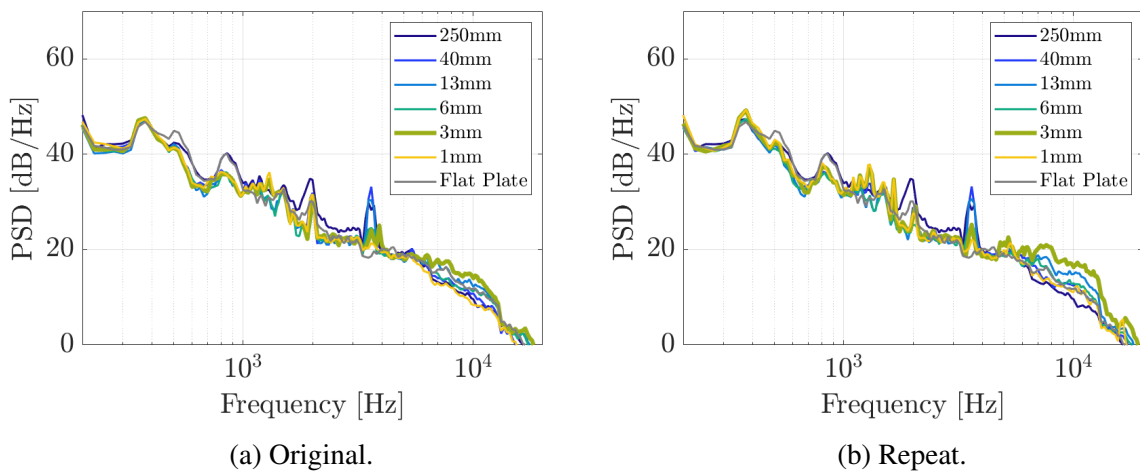 60
40
20
0
PSD [dB/Hz]
10^3
10^4
Frequency [Hz]
250mm
40mm
13mm
6mm
3mm
1mm
Flat Plate
(a) Original.
60
40
20
0
PSD [dB/Hz]
10^3
10^4
Frequency [Hz]
250mm
40mm
13mm
6mm
3mm
1mm
Flat Plate
(b) Repeat.